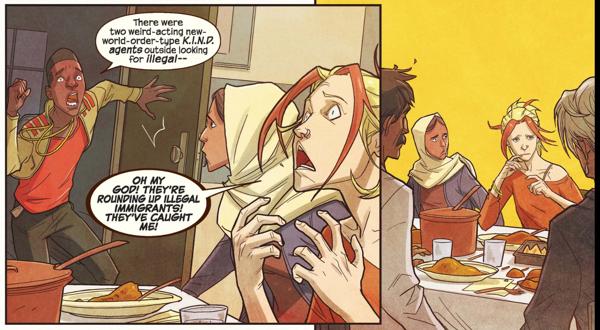 There were
two weird-acting new-
world-order-type K.I.N.D.
agents outside looking
for illegal--
OH MY
GOD! THEY'RE
ROUNDING UP ILLEGAL
IMMIGRANTS!
THEY'VE CAUGHT
ME!